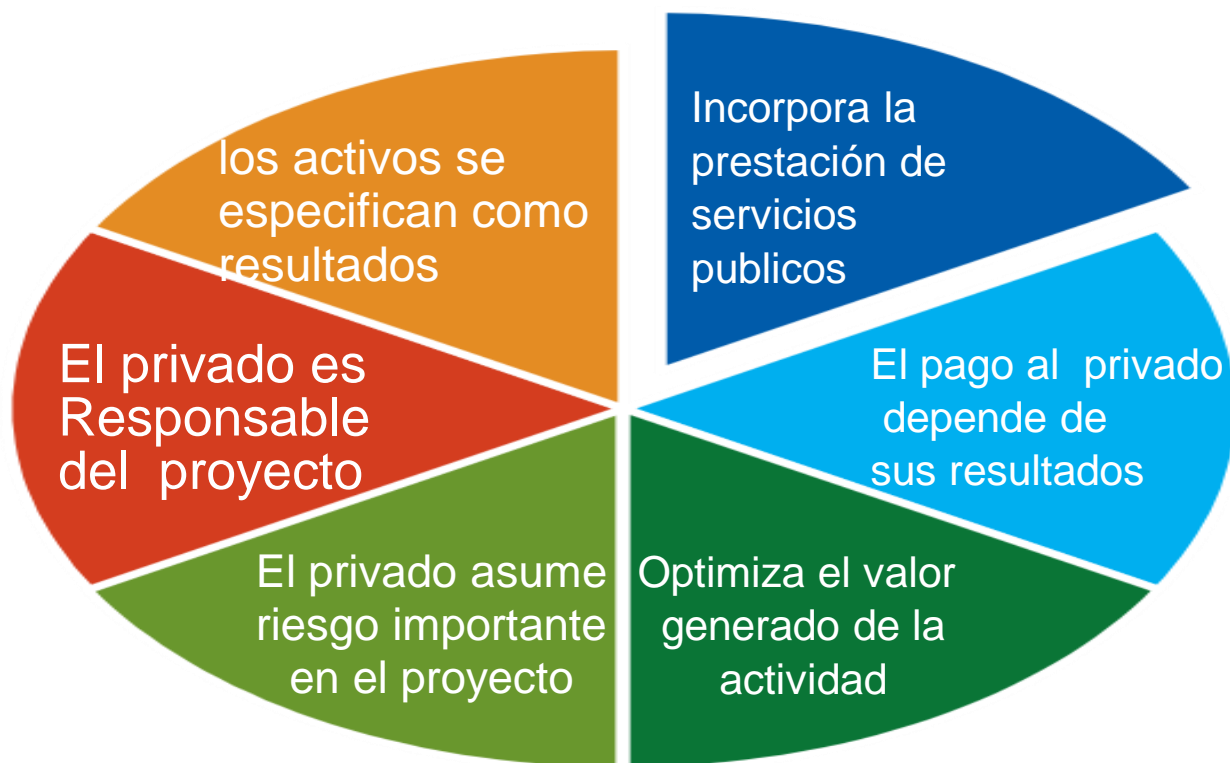 Incorpora la
prestación de
servicios
publicos
El pago al privado
depende de
sus resultados
Optimiza el valor
generado de la
actividad
El privado asume
riesgo importante
en el proyecto
El privado es
Responsable
del proyecto
los activos se
especifican como
resultados